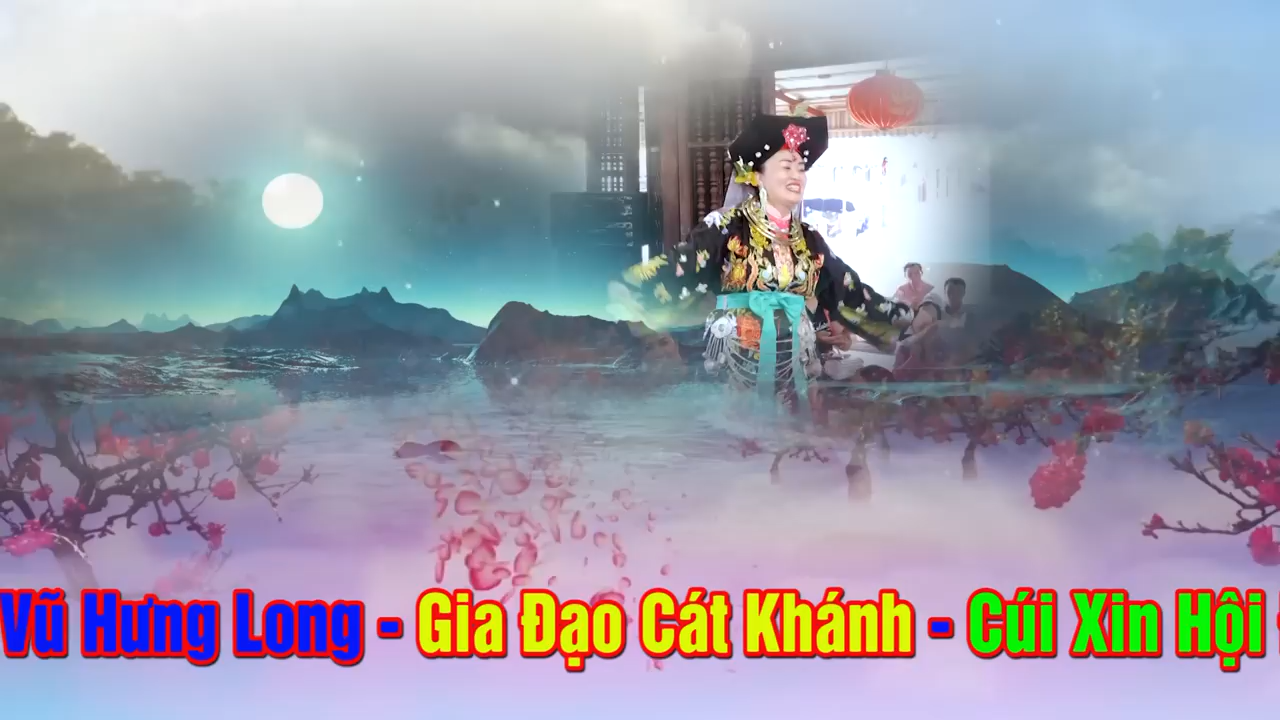 Vũ Hưng Long - Gia Đạo Cát Khánh - Cúi Xin Hội